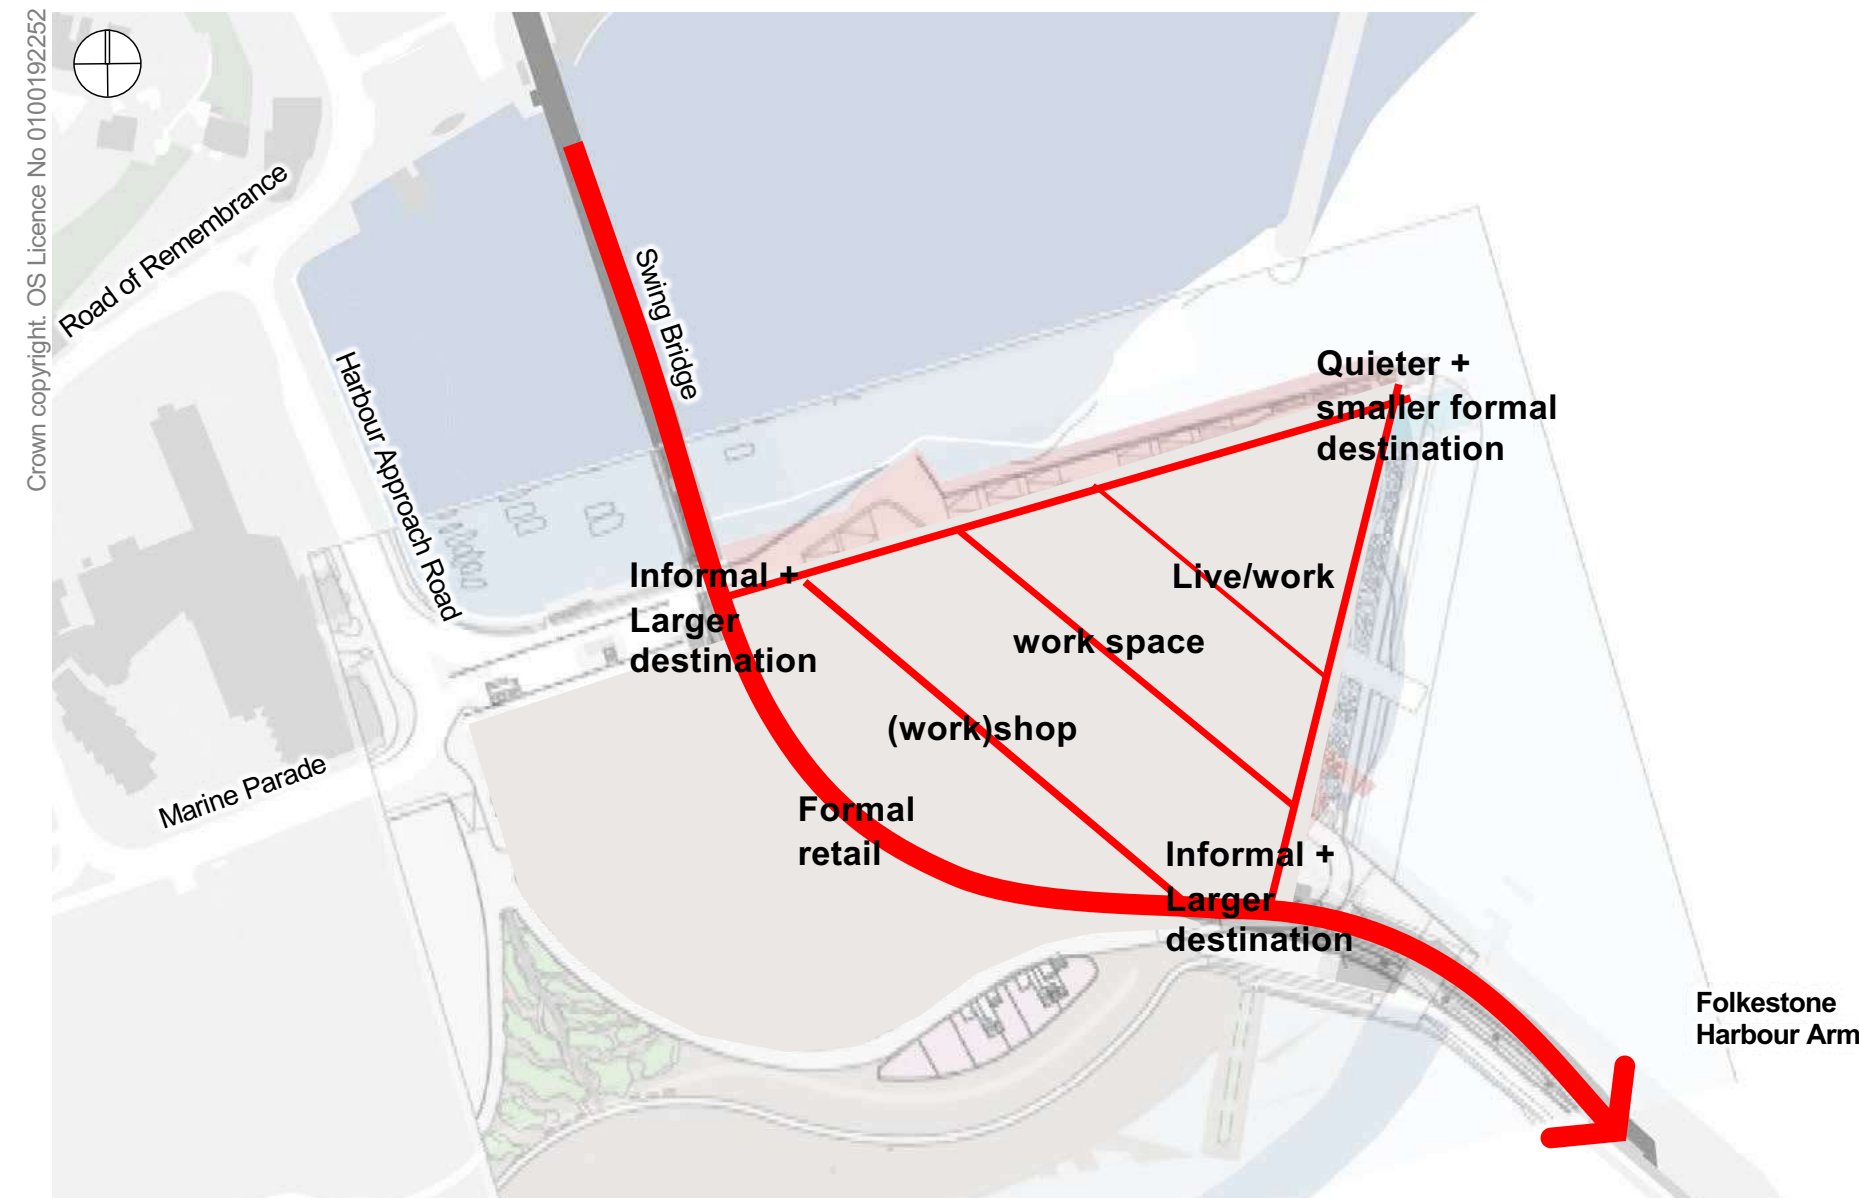 Crown copyright. OS Licence No 0100192252
Road of Remembrance
Swing Bridge
Harbour Approach Road
Quieter +
smaller formal
destination
Informal +
Larger
destination
Live/work
work space
(work)shop
Marine Parade
Formal
retail
Informal +
Larger
destination
Folkestone
Harbour Arm